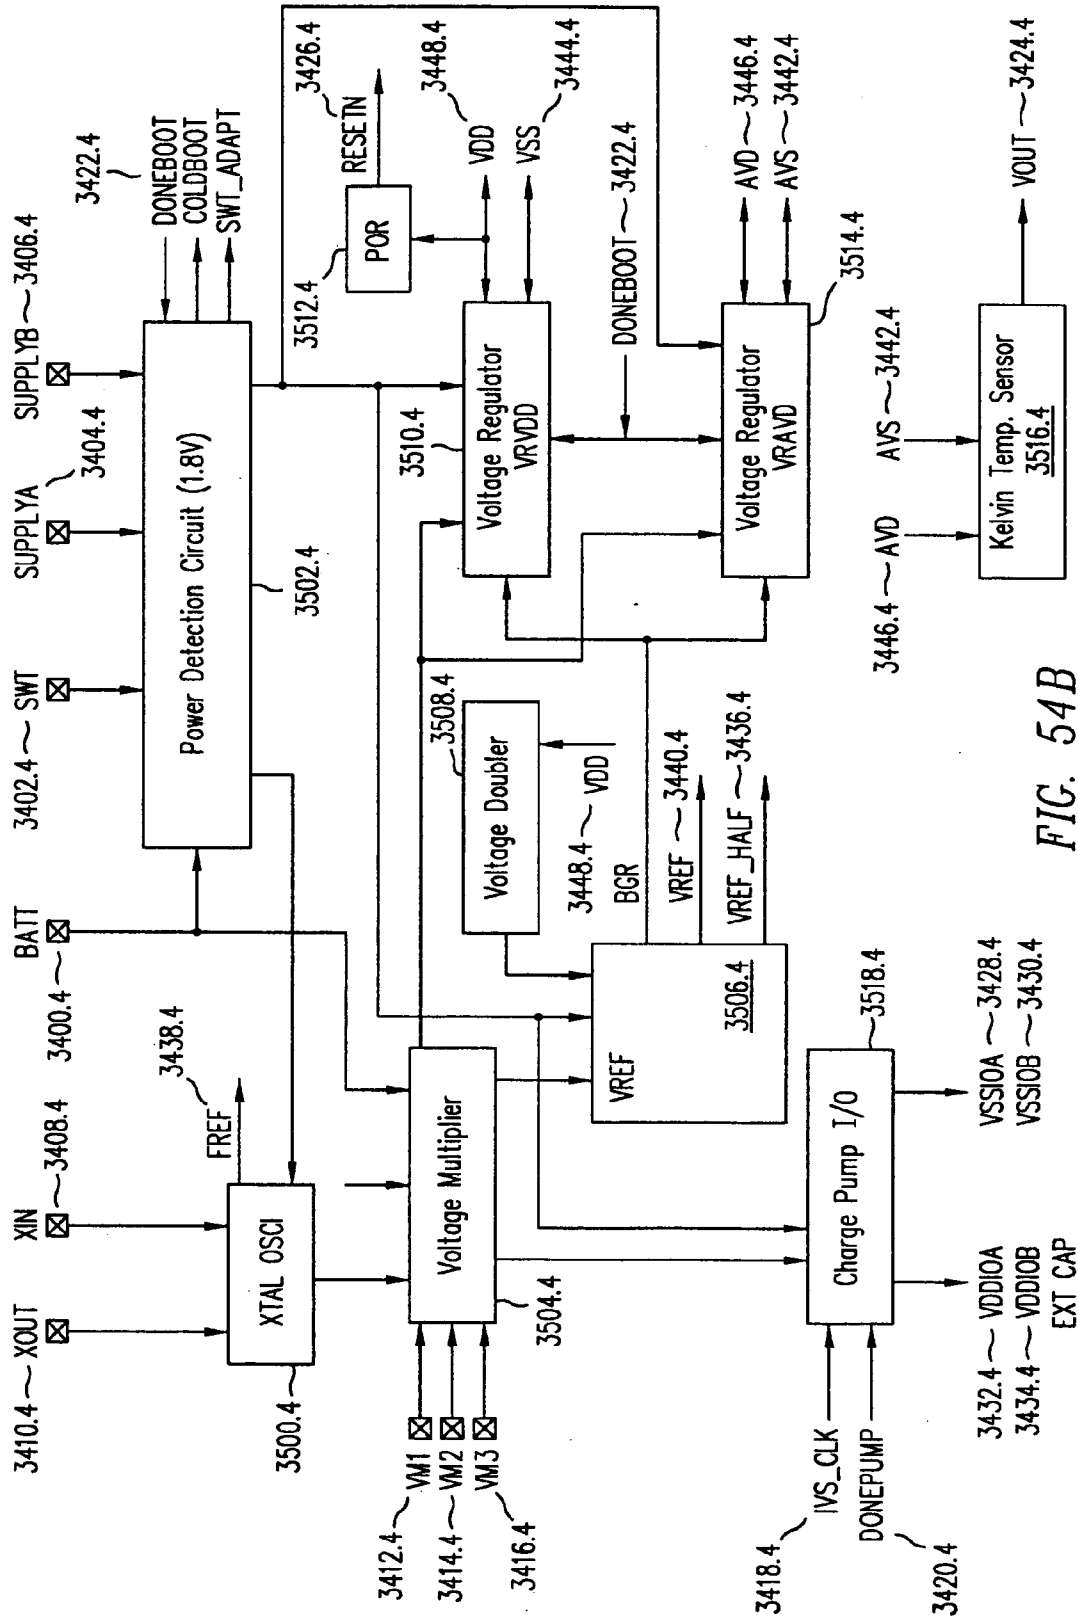 3410.4 XOUT
XIN 3408.4
BATT
3400.4
3402.4 SWT
SUPPLYA
3404.4
SUPPLYB 3406.4
3422.4
DONEBOOT
COLDBOOT
SWT_ADAPT
Power Detection Circuit (1.8V)
3502.4
3438.4
FREF
XTAL OSCI
3500.4
3426.4
RESETN
POR
3512.4
3448.4
VDD
VSS
3444.4
3412.4
VM1
3414.4 VM2
VM3
3416.4
Voltage Multiplier
3504.4
3508.4
Voltage Doubler
3448.4 VDD
3510.4
Voltage Regulator
VRVDD
DONEBOOT 3422.4
BGR
VREF 3440.4
VREF_HALF 3436.4
VREF
3506.4
Voltage Regulator
VRAVD
AVD 3446.4
AVS 3442.4
3514.4
IVS_CLK
3418.4
DONEPUMP
3420.4
Charge Pump I/O
3518.4
3432.4 VDDIOA
3434.4 VDDIOB
EXT CAP
VSSIOA 3428.4
VSSIOB 3430.4
3446.4 AVD
AVS 3442.4
Kelvin Temp. Sensor
3516.4
VOUT 3424.4
FIG. 54B